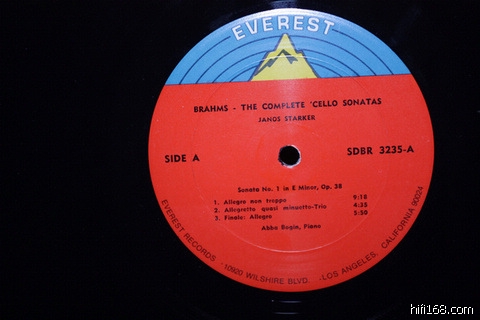 EVEREST
BRAHMS - THE COMPLETE 'CELLO SONATAS
JANOS STARKER
SIDE A
SDBR 3235-A
Sonata No. 1 in E Minor, Op. 38
1. Allegro non troppo 9:18
2. Allegretto quasi minuetto-Trio 4:35
3. Finale: Allegro 5:50
Abba Bogin, Piano
EVEREST RECORDS · 10920 WILSHIRE BLVD. · LOS ANGELES, CALIFORNIA 90024
hifi168.com